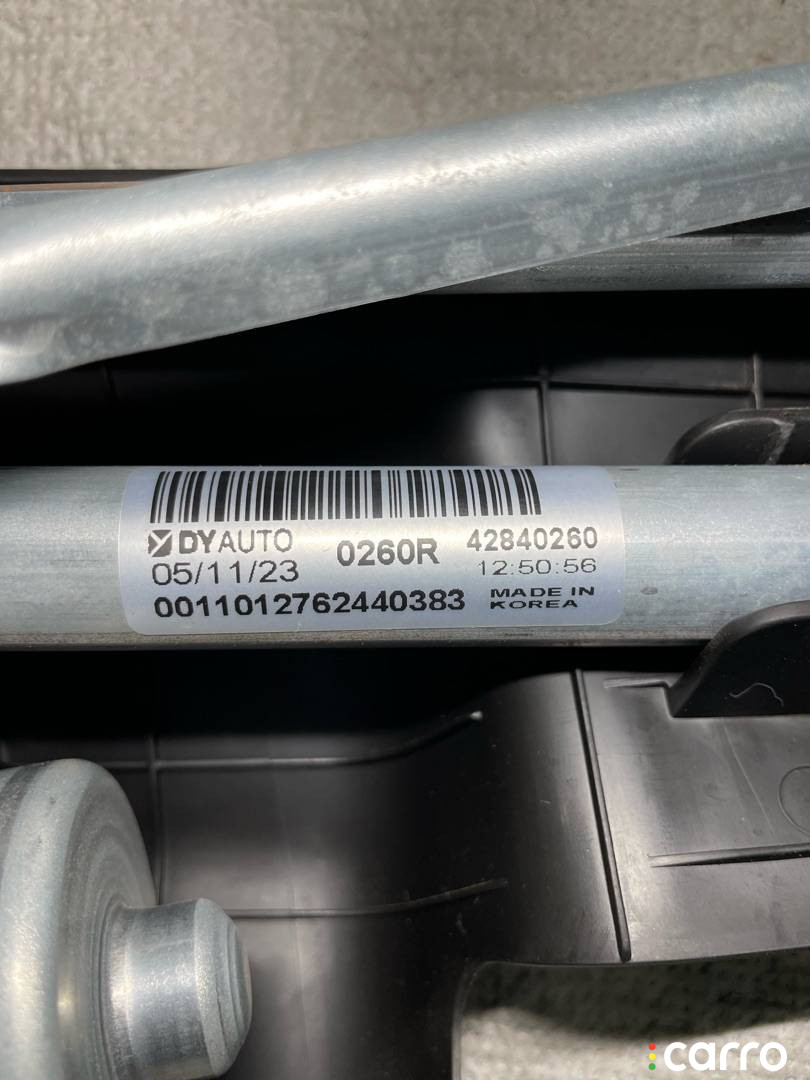 DYAUTO 0260R 42840260
05/11/23 12:50:56
0011012762440383 MADE IN
KOREA
carro